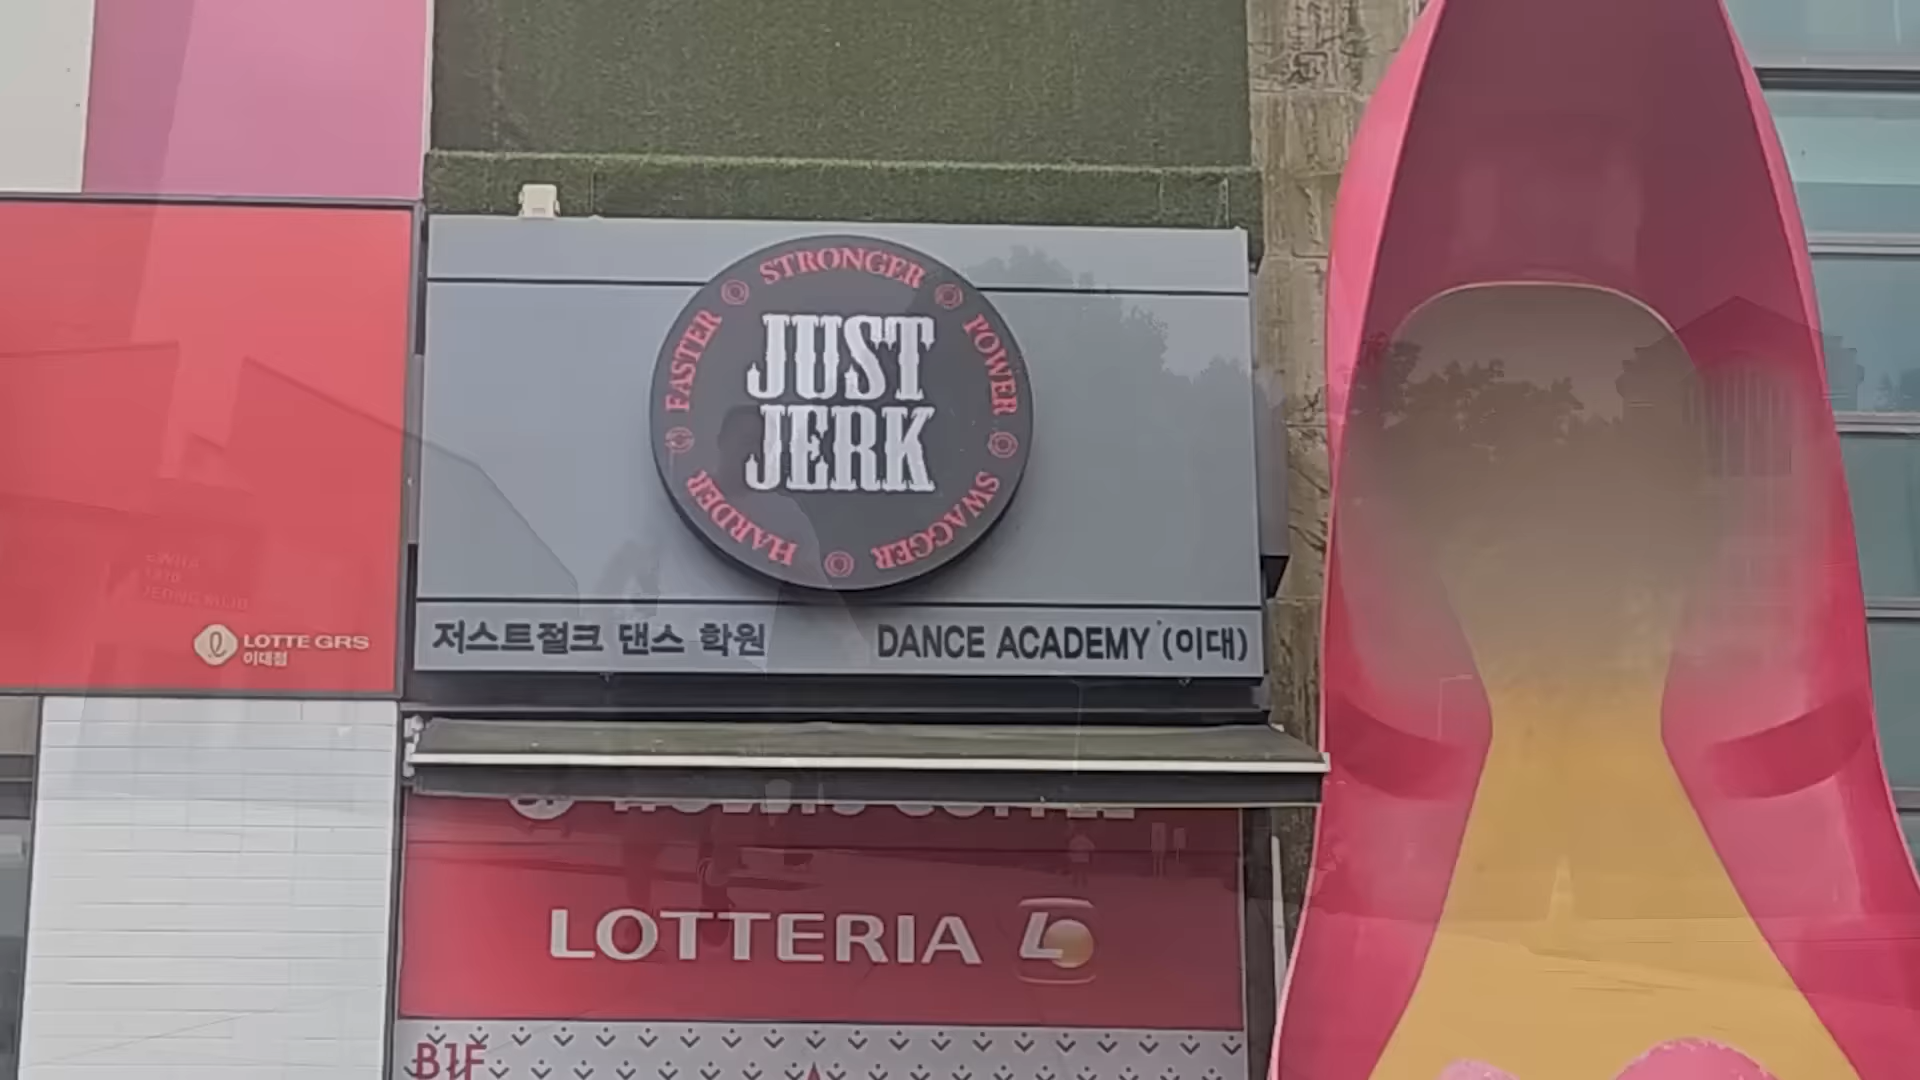 STRONGER
POWER
SWAGGER
HARDER
FASTER
JUST
JERK
저스트절크 댄스 학원
DANCE ACADEMY (이대)
LOTTE GRS
이대점
LOTTERIA
B1F